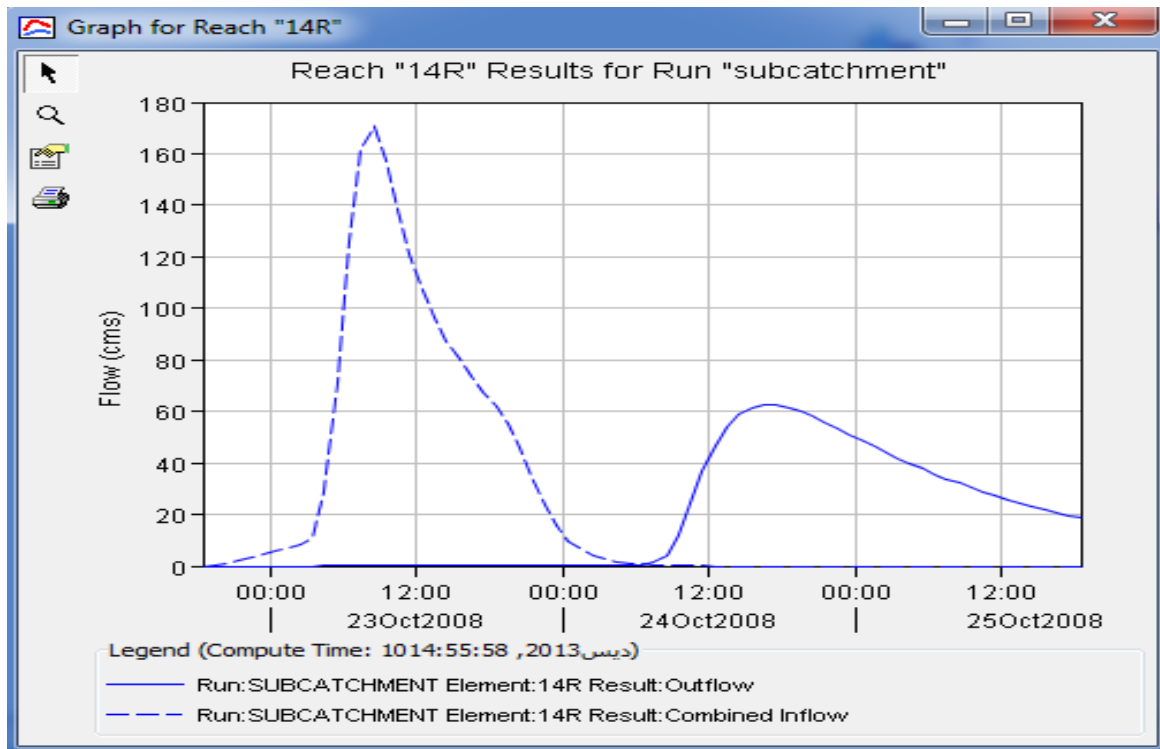 Graph for Reach "14R"
Reach "14R" Results for Run "subcatchment"
180
160
140
120
100
80
60
40
20
0
Flow (cms)
00:00 12:00 00:00 12:00 00:00 12:00
23Oct2008 24Oct2008 25Oct2008
Legend (Compute Time: 1014:55:58 ,2013ديس)
Run:SUBCATCHMENT Element:14R Result:Outflow
Run:SUBCATCHMENT Element:14R Result:Combined Inflow